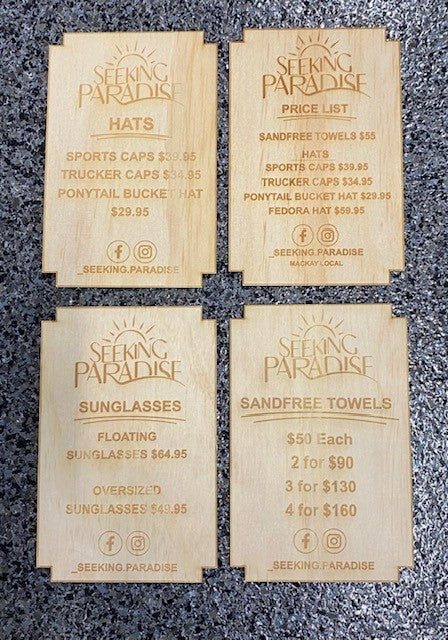 SEEKING
PARADISE
HATS
SPORTS CAPS $39.95
TRUCKER CAPS $34.95
PONYTAIL BUCKET HAT
$29.95
_SEEKING.PARADISE
SEEKING
PARADISE
PRICE LIST
SANDFREE TOWELS $55
HATS
SPORTS CAPS $39.95
TRUCKER CAPS $34.95
PONYTAIL BUCKET HAT $29.95
FEDORA HAT $59.95
_SEEKING.PARADISE
MACKAY LOCAL
SEEKING
PARADISE
SUNGLASSES
FLOATING
SUNGLASSES $64.95
OVERSIZED
SUNGLASSES $49.95
_SEEKING.PARADISE
SEEKING
PARADISE
SANDFREE TOWELS
$50 Each
2 for $90
3 for $130
4 for $160
_SEEKING.PARADISE